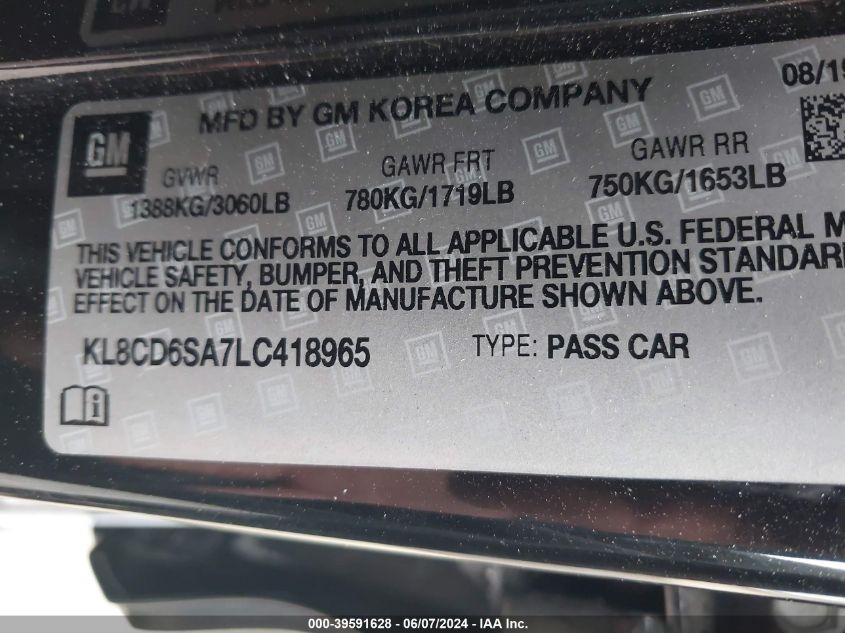 MFD BY GM KOREA COMPANY
08/19
GM
GVWR
GAWR FRT
GAWR RR
1388KG/3060LB
780KG/1719LB
750KG/1653LB
THIS VEHICLE CONFORMS TO ALL APPLICABLE U.S. FEDERAL M
VEHICLE SAFETY, BUMPER, AND THEFT PREVENTION STANDAR
EFFECT ON THE DATE OF MANUFACTURE SHOWN ABOVE.
KL8CD6SA7LC418965
TYPE: PASS CAR
000-39591628 - 06/07/2024 - IAA Inc.